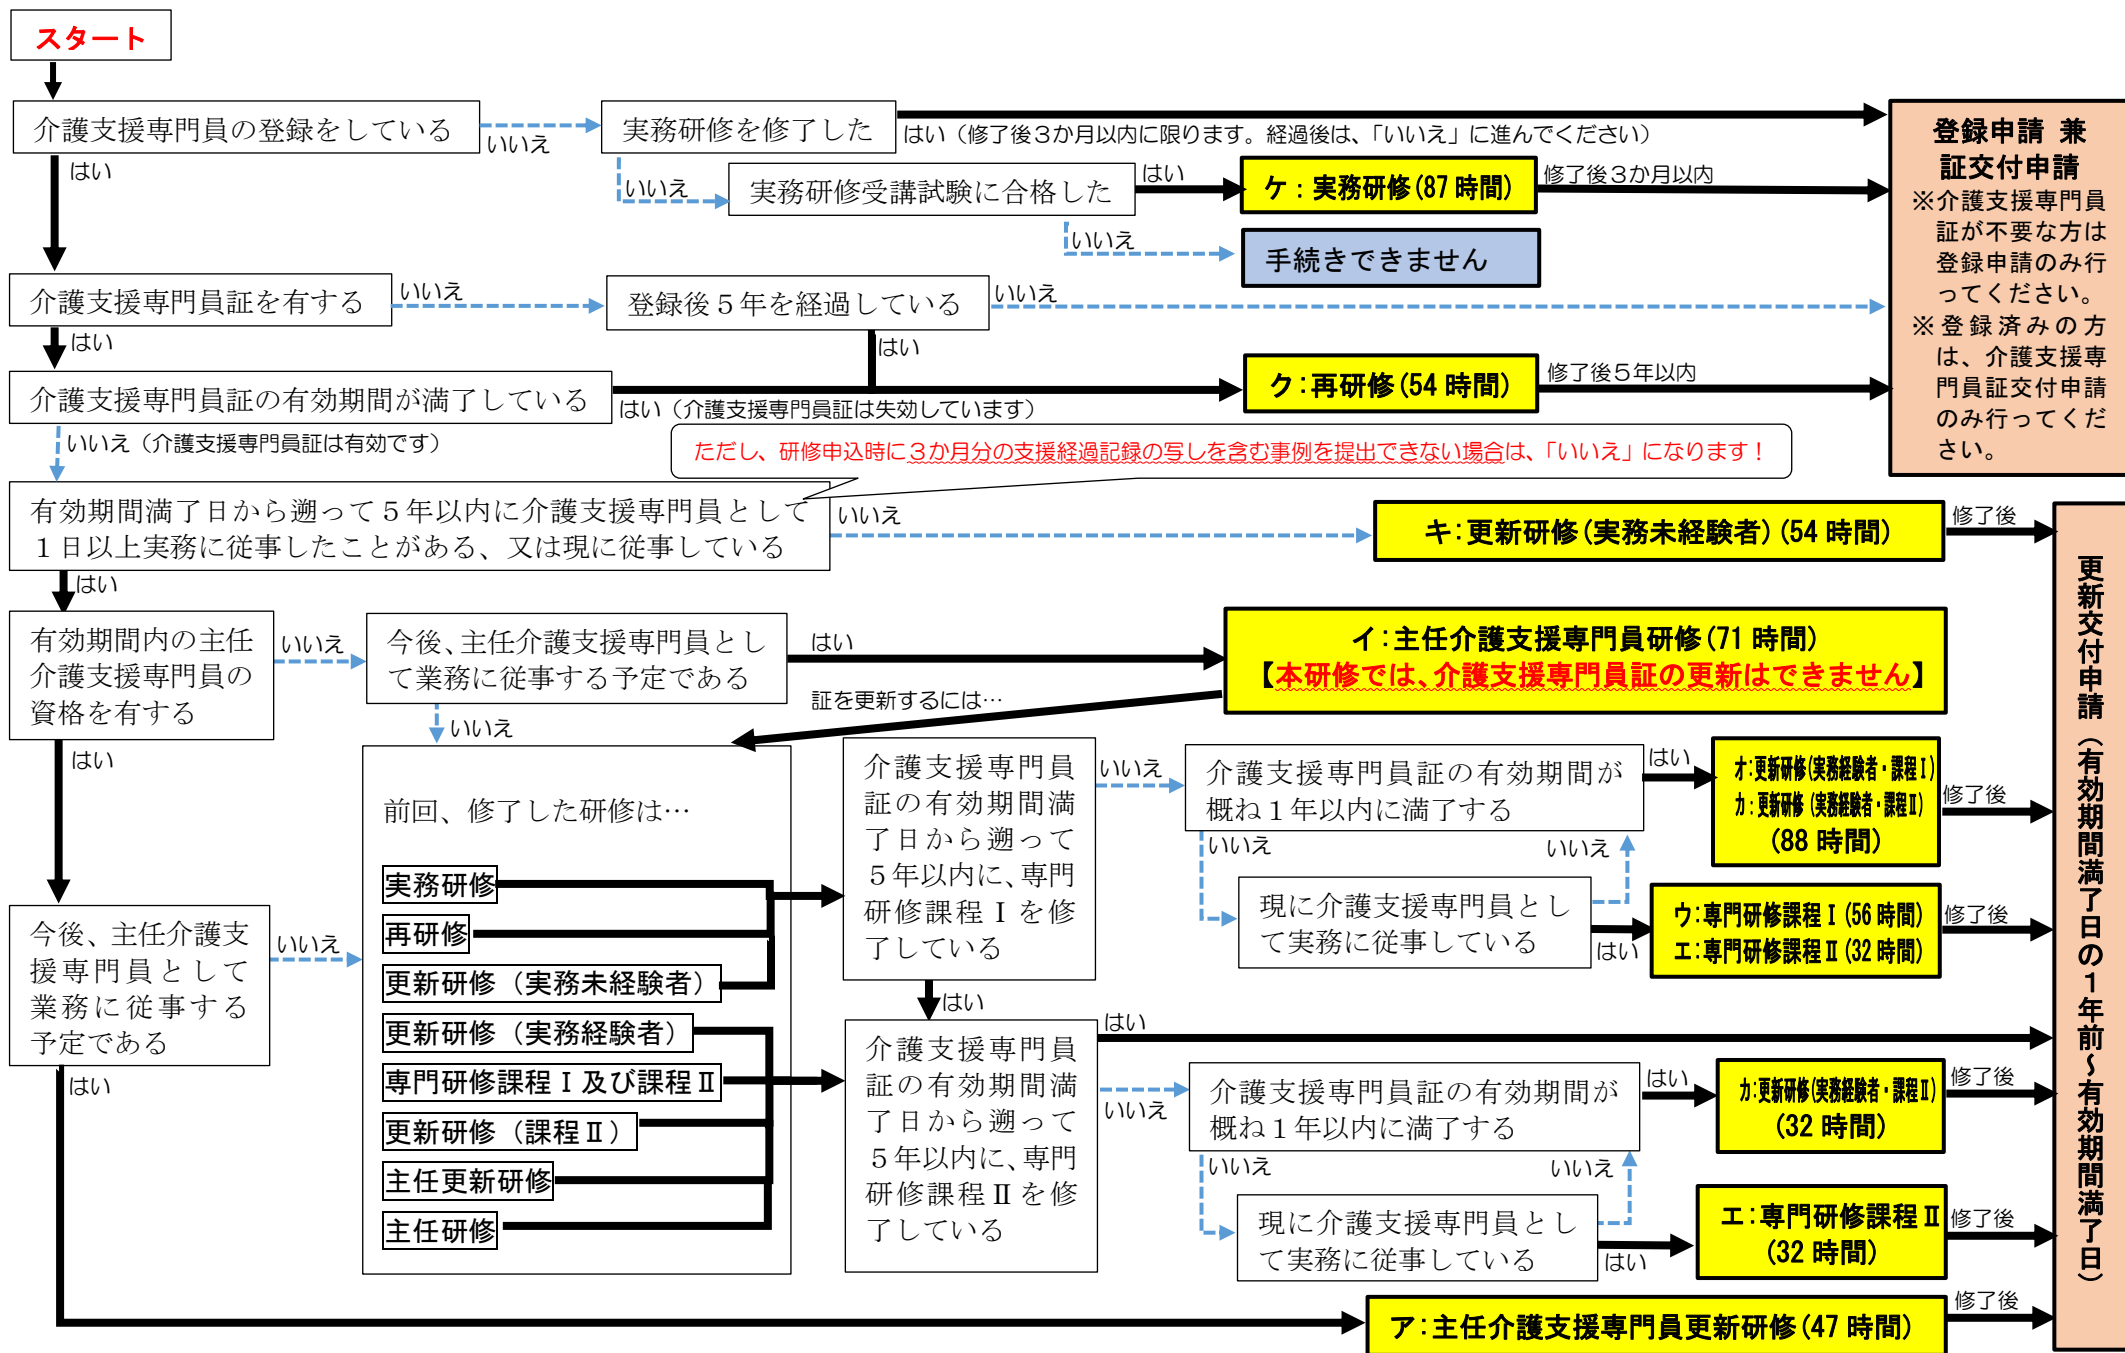 スタート
介護支援専門員の登録をしている
いいえ
はい
実務研修を修了した
はい（修了後３か月以内に限ります。経過後は、「いいえ」に進んでください）
いいえ
実務研修受講試験に合格した
はい
ケ：実務研修(87時間)
修了後３か月以内
いいえ
手続きできません
登録申請 兼
証交付申請
※介護支援専門員
証が不要な方は
登録申請のみ行
ってください。
※登録済みの方
は、介護支援専
門員証交付申請
のみ行ってくだ
さい。
介護支援専門員証を有する
いいえ
はい
登録後５年を経過している
いいえ
はい
介護支援専門員証の有効期間が満了している
はい（介護支援専門員証は失効しています）
ク：再研修(54時間)
修了後５年以内
いいえ（介護支援専門員証は有効です）
ただし、研修申込時に３か月分の支援経過記録の写しを含む事例を提出できない場合は、「いいえ」になります！
有効期間満了日から遡って５年以内に介護支援専門員として
１日以上実務に従事したことがある、又は現に従事している
いいえ
はい
キ：更新研修(実務未経験者)(54時間)
修了後
更新交付申請（有効期間満了日の１年前～有効期間満了日）
有効期間内の主任
介護支援専門員の
資格を有する
いいえ
はい
今後、主任介護支援専門員とし
て業務に従事する予定である
はい
いいえ
イ：主任介護支援専門員研修(71時間)
【本研修では、介護支援専門員証の更新はできません】
証を更新するには…
前回、修了した研修は…
実務研修
再研修
更新研修（実務未経験者）
更新研修（実務経験者）
専門研修課程Ⅰ及び課程Ⅱ
更新研修（課程Ⅱ）
主任更新研修
主任研修
介護支援専門員
証の有効期間満
了日から遡って
５年以内に、専門
研修課程Ⅰを修
了している
いいえ
はい
介護支援専門員証の有効期間が
概ね１年以内に満了する
はい
いいえ
いいえ
オ：更新研修(実務経験者・課程Ⅰ)
カ：更新研修(実務経験者・課程Ⅱ)
(88時間)
修了後
現に介護支援専門員とし
て実務に従事している
はい
ウ：専門研修課程Ⅰ(56時間)
エ：専門研修課程Ⅱ(32時間)
修了後
今後、主任介護支
援専門員として
業務に従事する
予定である
いいえ
はい
介護支援専門員
証の有効期間満
了日から遡って
５年以内に、専門
研修課程Ⅱを修
了している
はい
いいえ
介護支援専門員証の有効期間が
概ね１年以内に満了する
はい
いいえ
いいえ
カ：更新研修(実務経験者・課程Ⅱ)
(32時間)
修了後
現に介護支援専門員とし
て実務に従事している
はい
エ：専門研修課程Ⅱ
(32時間)
修了後
ア：主任介護支援専門員更新研修(47時間)
修了後